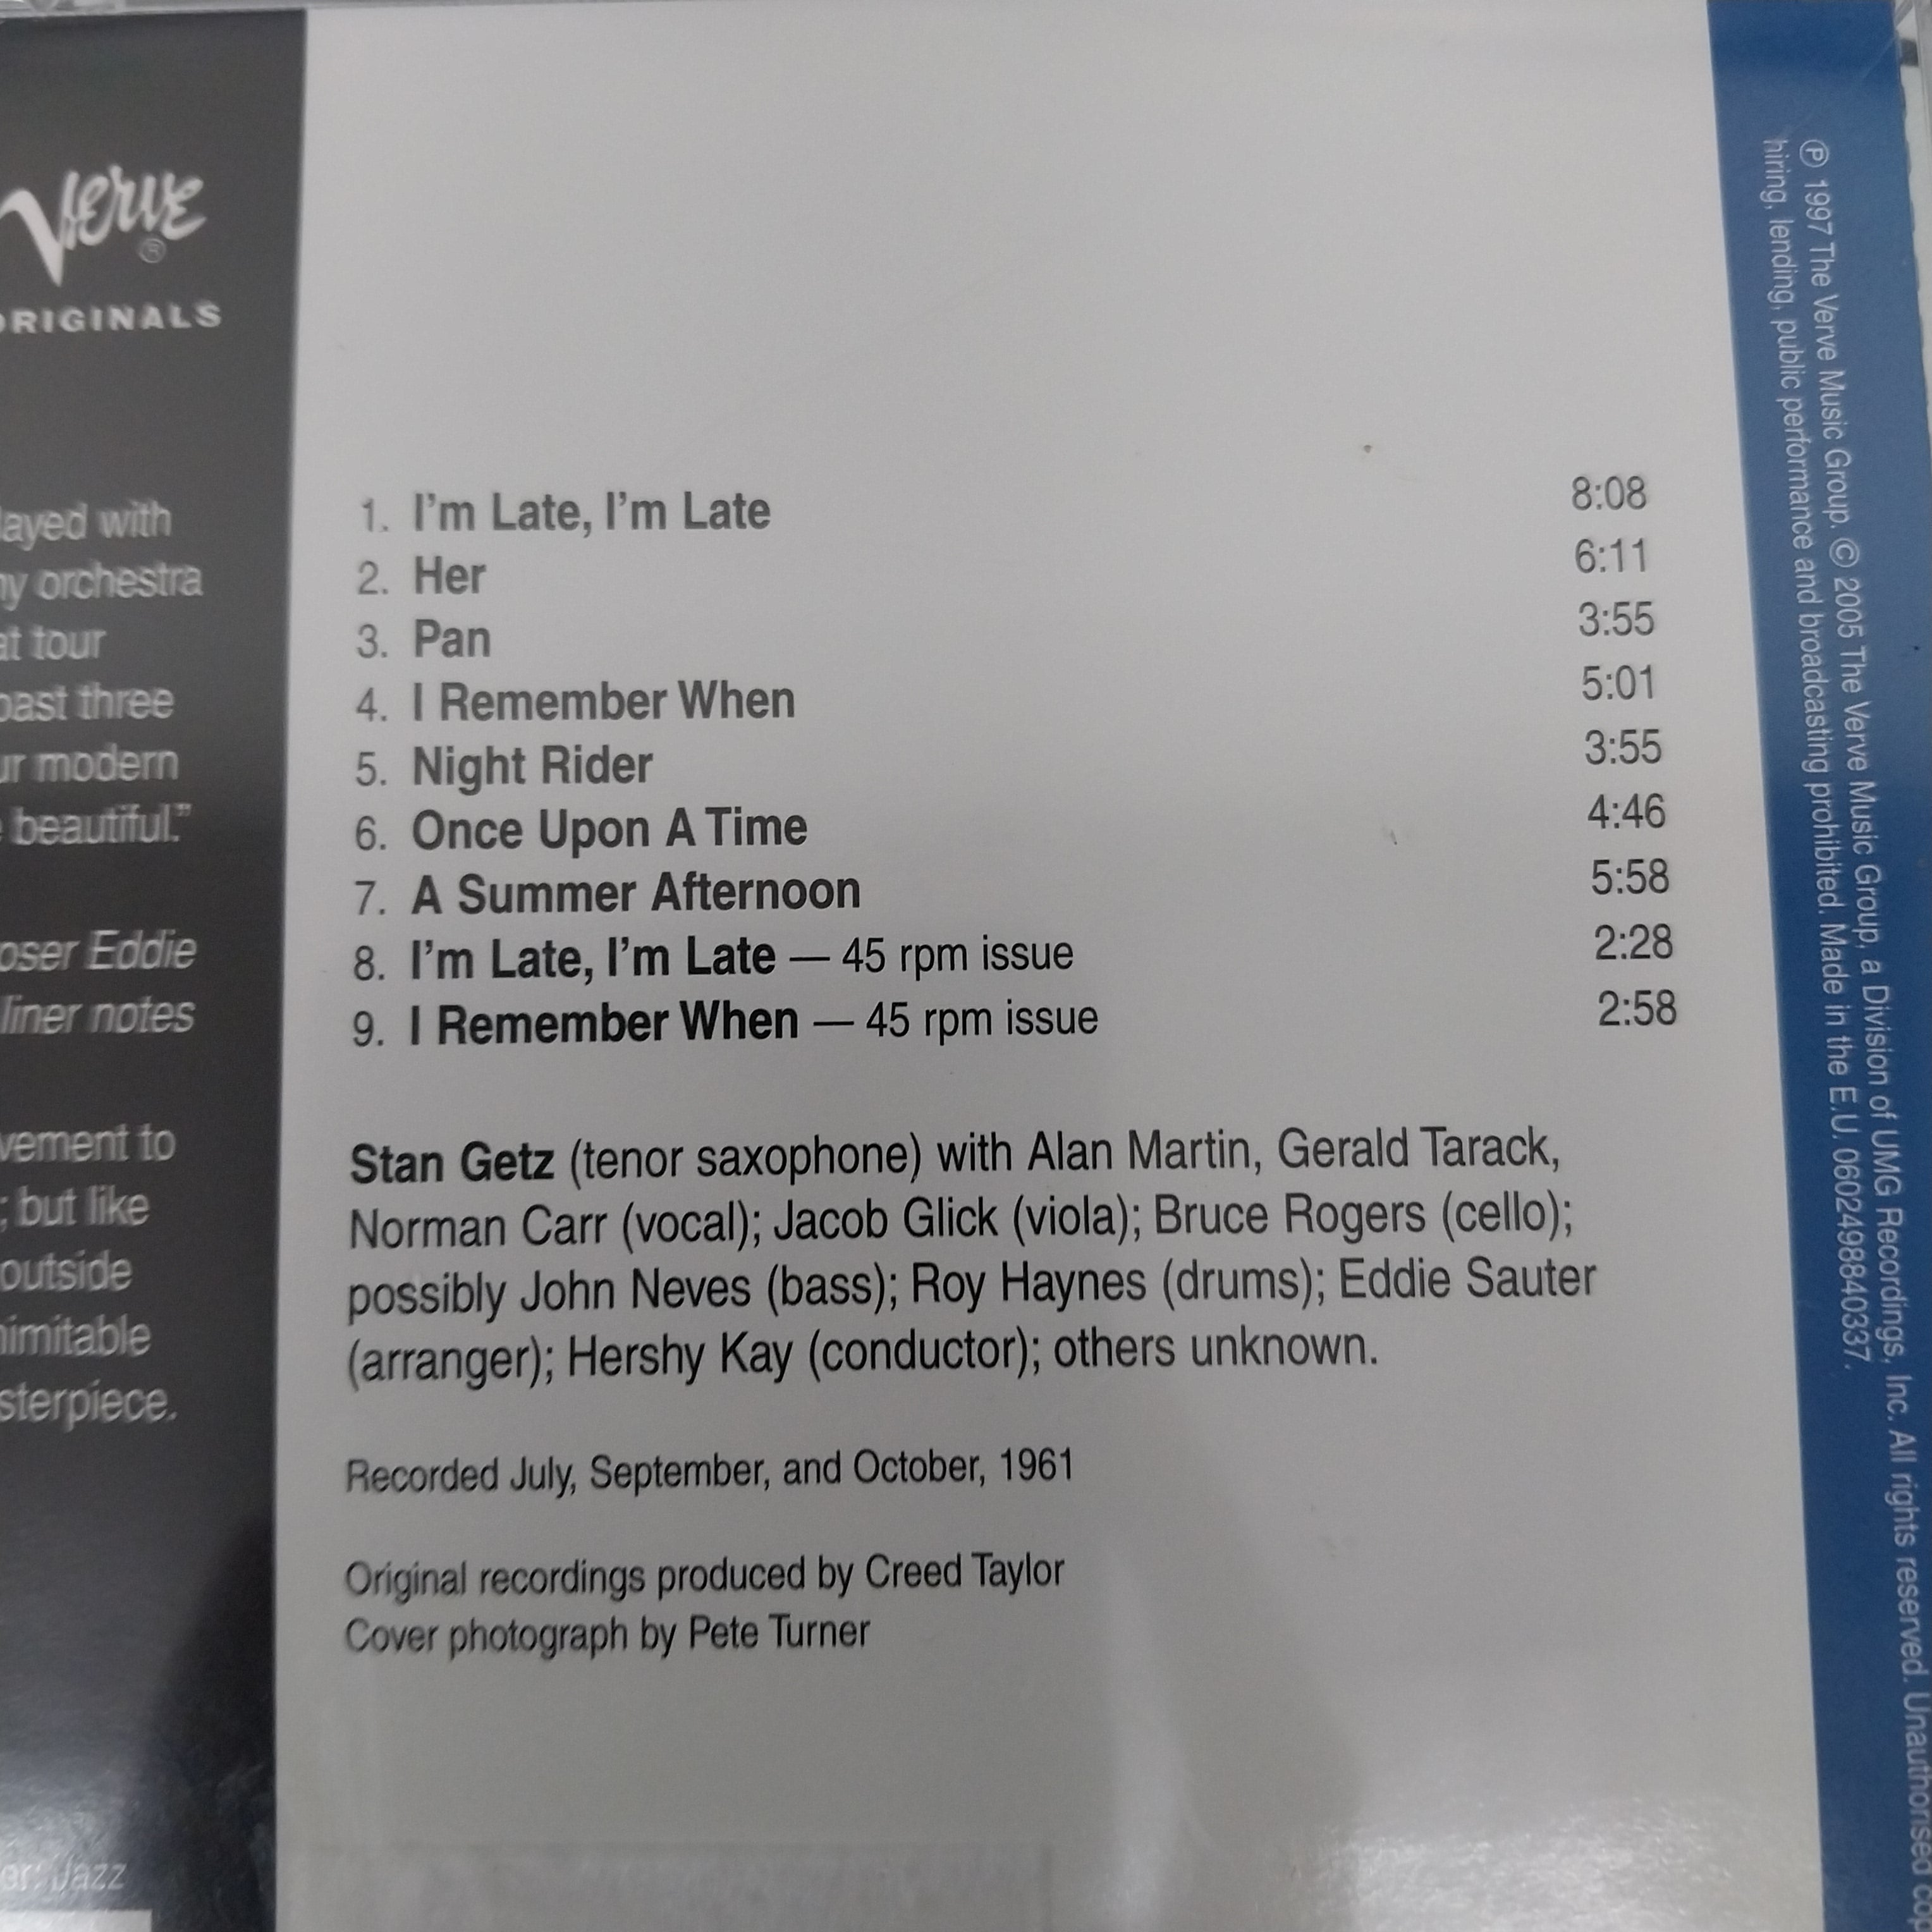 Verve®
ORIGINALS
layed with
ny orchestra
at tour
past three
ur modern
beautiful."
oser Eddie
liner notes
vement to
; but like
outside
nimitable
sterpiece.
er: Jazz
1. I'm Late, I'm Late 8:08
2. Her 6:11
3. Pan 3:55
4. I Remember When 5:01
5. Night Rider 3:55
6. Once Upon A Time 4:46
7. A Summer Afternoon 5:58
8. I'm Late, I'm Late — 45 rpm issue 2:28
9. I Remember When — 45 rpm issue 2:58
Stan Getz (tenor saxophone) with Alan Martin, Gerald Tarack,
Norman Carr (vocal); Jacob Glick (viola); Bruce Rogers (cello);
possibly John Neves (bass); Roy Haynes (drums); Eddie Sauter
(arranger); Hershy Kay (conductor); others unknown.
Recorded July, September, and October, 1961
Original recordings produced by Creed Taylor
Cover photograph by Pete Turner
℗ 1997 The Verve Music Group. © 2005 The Verve Music Group, a Division of UMG Recordings, Inc. All rights reserved. Unauthorised cop
hiring, lending, public performance and broadcasting prohibited. Made in the E.U. 0602498840337.